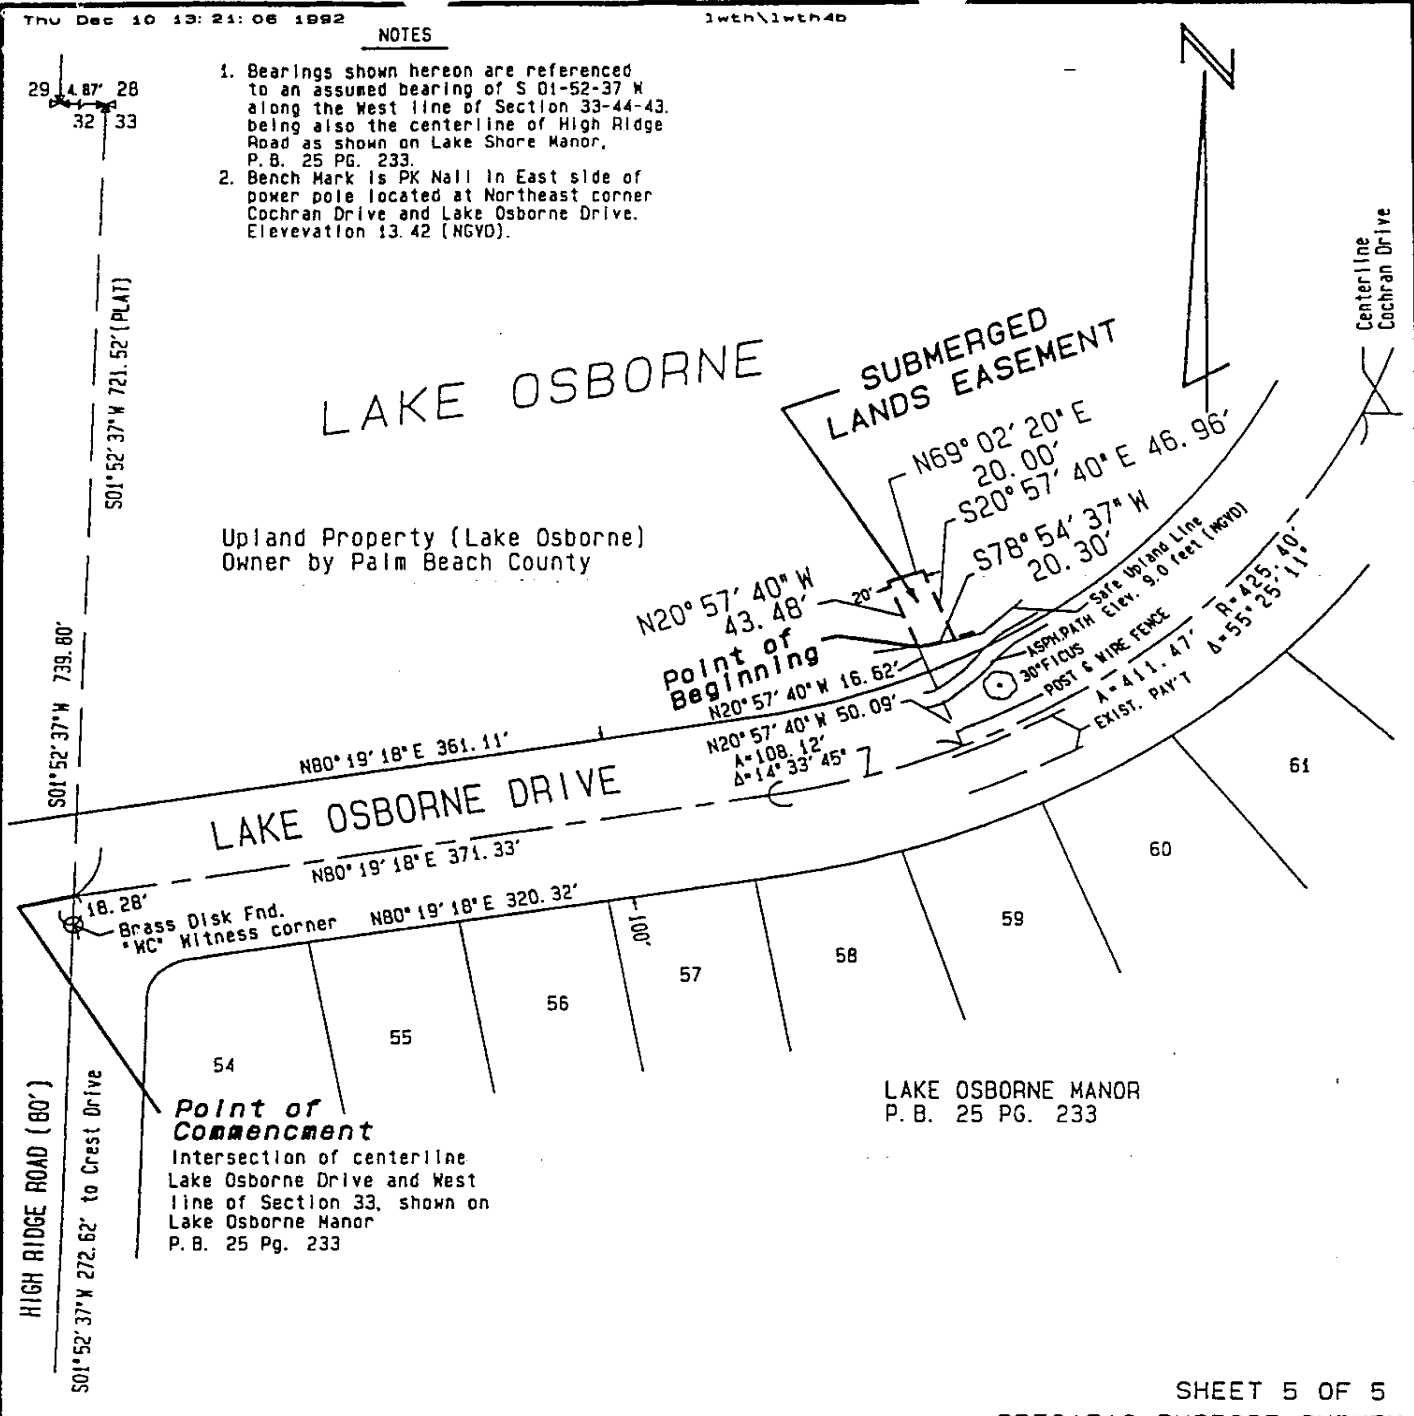 Thu Dec 10 13:21:06 1992
lwth\lwth4b
NOTES
1. Bearings shown hereon are referenced
to an assumed bearing of S 01-52-37 W
along the West line of Section 33-44-43.
being also the centerline of High Ridge
Road as shown on Lake Shore Manor,
P.B. 25 PG. 233.
2. Bench Mark is PK Nail in East side of
power pole located at Northeast corner
Cochran Drive and Lake Osborne Drive.
Elevevation 13.42 (NGVD).
29 4.87' 28
32 33
N
Centerline
Cochran Drive
S01°52'37"W 721.52'(PLAT)
S01°52'37"W 739.80'
LAKE OSBORNE
SUBMERGED
LANDS EASEMENT
N69°02'20"E
20.00'
S20°57'40"E 46.96'
S78°54'37"W
20.30'
Upland Property (Lake Osborne)
Owner by Palm Beach County
N20°57'40"W
43.48'
20'
Point of
Beginning
Safe Upland Line
Elev. 9.0 feet (NGVD)
ASPH.PATH
30"FICUS
POST & WIRE FENCE
A=411.47'
R=425.40'
Δ=55°25'11"
EXIST. PAV'T
N20°57'40"W 16.62'
N20°57'40"W 50.09'
A=108.12'
Δ=14°33'45"
N80°19'18"E 361.11'
LAKE OSBORNE DRIVE
N80°19'18"E 371.33'
N80°19'18"E 320.32'
18.28'
Brass Disk Fnd.
"WC" Witness corner
100'
54
55
56
57
58
59
60
61
Point of
Commencment
Intersection of centerline
Lake Osborne Drive and West
line of Section 33, shown on
Lake Osborne Manor
P.B. 25 Pg. 233
LAKE OSBORNE MANOR
P.B. 25 PG. 233
HIGH RIDGE ROAD (80')
S01°52'37"W 272.62' to Crest Drive
SHEET 5 OF 5